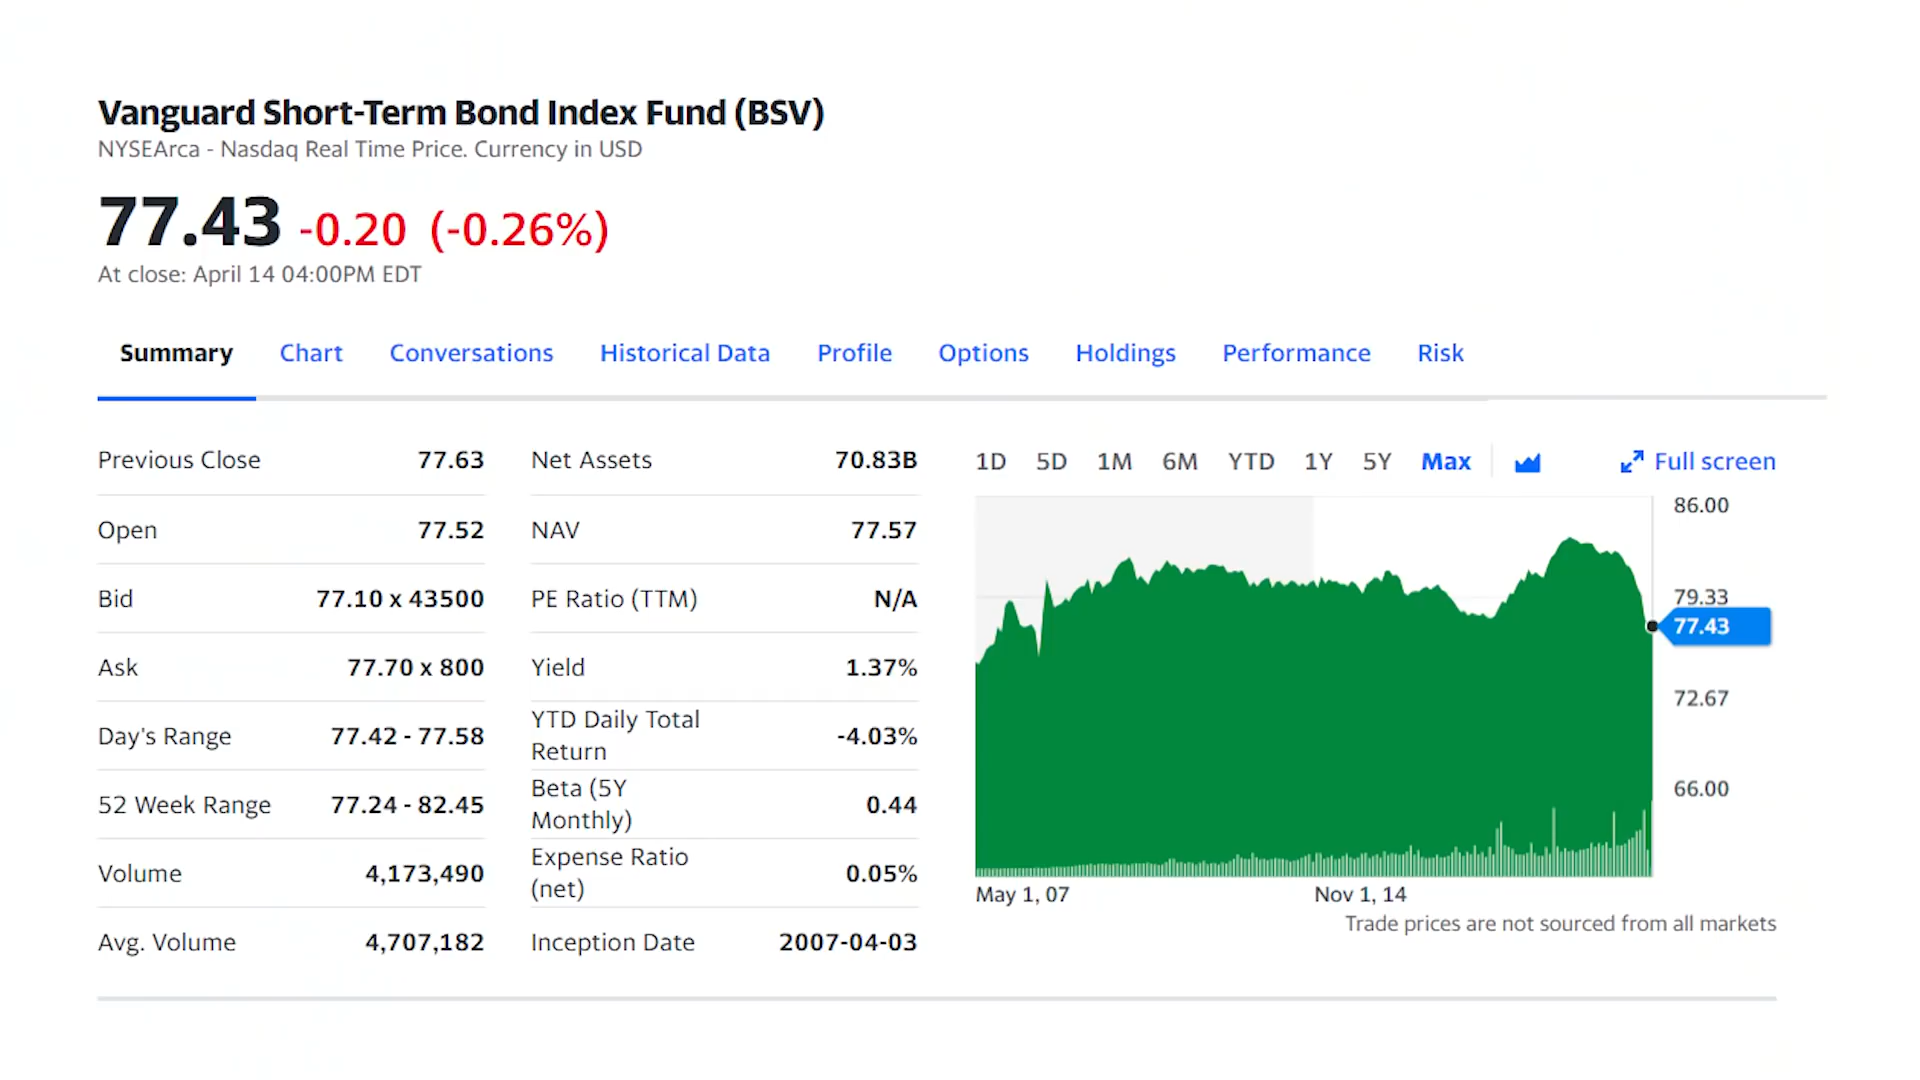 Vanguard Short-Term Bond Index Fund (BSV)
NYSEArca - Nasdaq Real Time Price. Currency in USD
77.43 -0.20 (-0.26%)
At close: April 14 04:00PM EDT
Summary Chart Conversations Historical Data Profile Options Holdings Performance Risk
Previous Close 77.63
Open 77.52
Bid 77.10 x 43500
Ask 77.70 x 800
Day's Range 77.42 - 77.58
52 Week Range 77.24 - 82.45
Volume 4,173,490
Avg. Volume 4,707,182
Net Assets 70.83B
NAV 77.57
PE Ratio (TTM) N/A
Yield 1.37%
YTD Daily Total
Return -4.03%
Beta (5Y
Monthly) 0.44
Expense Ratio
(net) 0.05%
Inception Date 2007-04-03
1D 5D 1M 6M YTD 1Y 5Y Max Full screen
86.00
79.33
77.43
72.67
66.00
May 1, 07 Nov 1, 14
Trade prices are not sourced from all markets